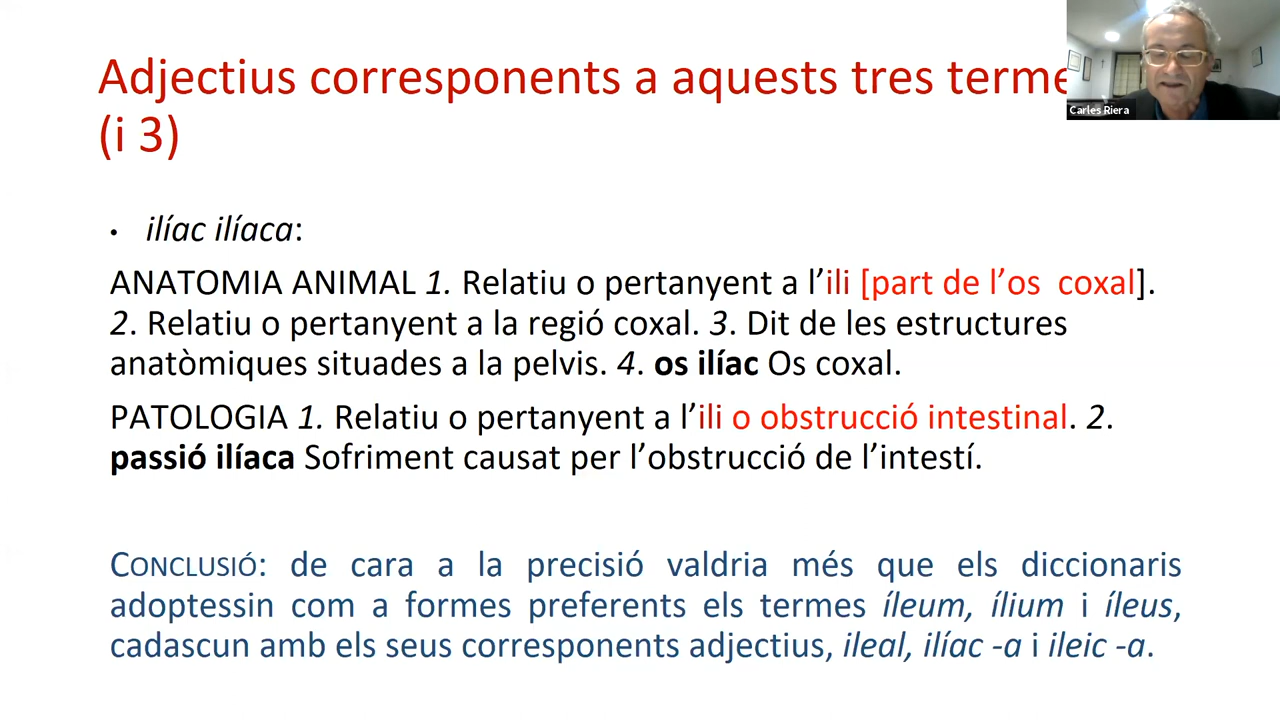 Adjectius corresponents a aquests tres terme
Carles Riera
(i 3)
• ilíac ilíaca:
ANATOMIA ANIMAL 1. Relatiu o pertanyent a l’ili [part de l’os coxal].
2. Relatiu o pertanyent a la regió coxal. 3. Dit de les estructures
anatòmiques situades a la pelvis. 4. os ilíac Os coxal.
PATOLOGIA 1. Relatiu o pertanyent a l’ili o obstrucció intestinal. 2.
passió ilíaca Sofriment causat per l’obstrucció de l’intestí.
CONCLUSIÓ: de cara a la precisió valdria més que els diccionaris
adoptessin com a formes preferents els termes íleum, ílium i íleus,
cadascun amb els seus corresponents adjectius, ileal, ilíac -a i ileic -a.